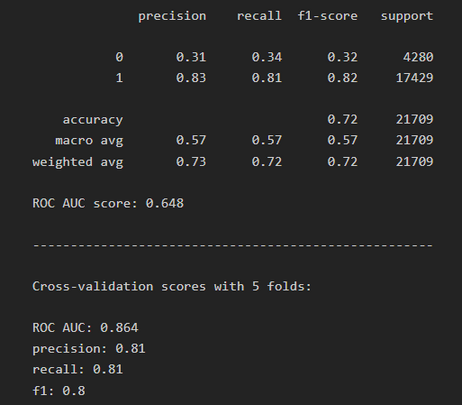 precision recall f1-score support
0 0.31 0.34 0.32 4280
1 0.83 0.81 0.82 17429
accuracy 0.72 21709
macro avg 0.57 0.57 0.57 21709
weighted avg 0.73 0.72 0.72 21709
ROC AUC score: 0.648
-----------------------------------------------------
Cross-validation scores with 5 folds:
ROC AUC: 0.864
precision: 0.81
recall: 0.81
f1: 0.8